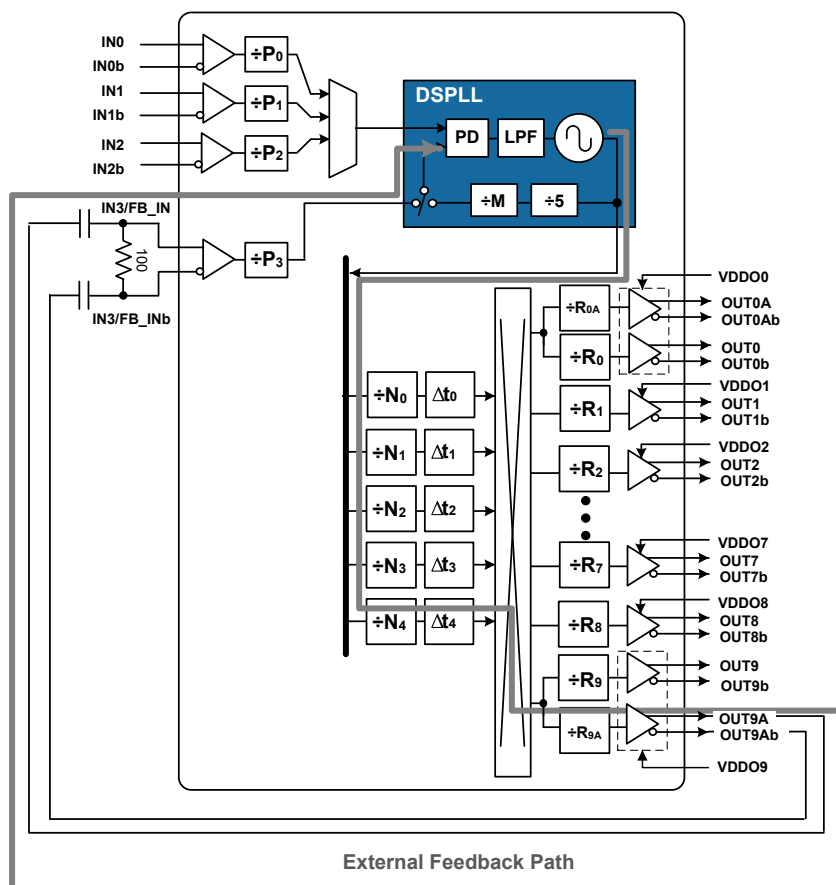 IN0
IN0b
÷P0
IN1
IN1b
÷P1
IN2
IN2b
÷P2
DSPLL
PD
LPF
÷M
÷5
IN3/FB_IN
100
÷P3
IN3/FB_INb
VDDO0
÷R0A
OUT0A
OUT0Ab
÷R0
OUT0
OUT0b
VDDO1
÷N0
Δt0
÷R1
OUT1
OUT1b
VDDO2
÷N1
Δt1
÷R2
OUT2
OUT2b
÷N2
Δt2
VDDO7
÷N3
Δt3
÷R7
OUT7
OUT7b
VDDO8
÷N4
Δt4
÷R8
OUT8
OUT8b
÷R9
OUT9
OUT9b
÷R9A
OUT9A
OUT9Ab
VDDO9
External Feedback Path